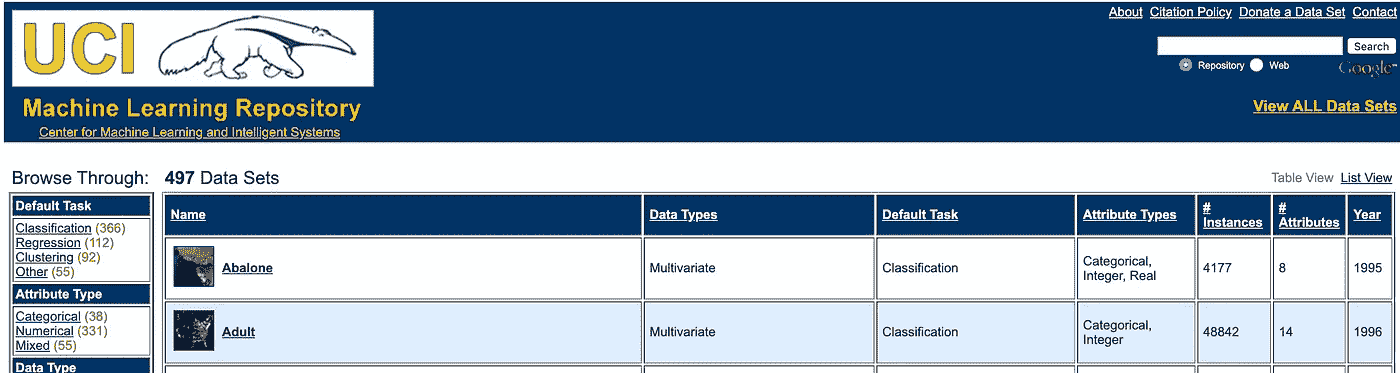 About Citation Policy Donate a Data Set Contact
UCI
Search
Repository Web
Google™
Machine Learning Repository
View ALL Data Sets
Center for Machine Learning and Intelligent Systems
Browse Through:
497 Data Sets
Table View List View
Default Task
Classification (366)
Regression (112)
Clustering (92)
Other (55)
Attribute Type
Categorical (38)
Numerical (331)
Mixed (55)
Data Type
Name Data Types Default Task Attribute Types # Instances # Attributes Year
Abalone Multivariate Classification Categorical, Integer, Real 4177 8 1995
Adult Multivariate Classification Categorical, Integer 48842 14 1996